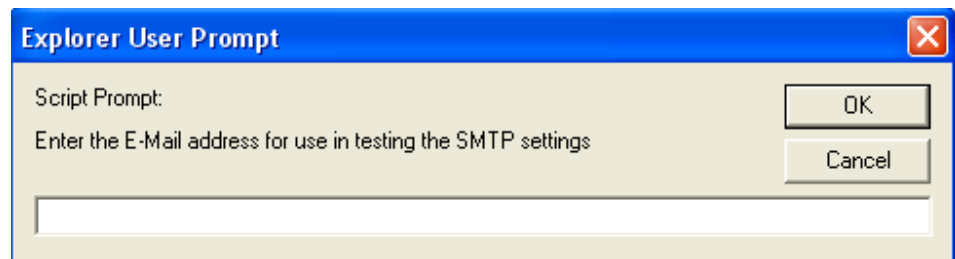 Explorer User Prompt
Script Prompt:
OK
Enter the E-Mail address for use in testing the SMTP settings
Cancel